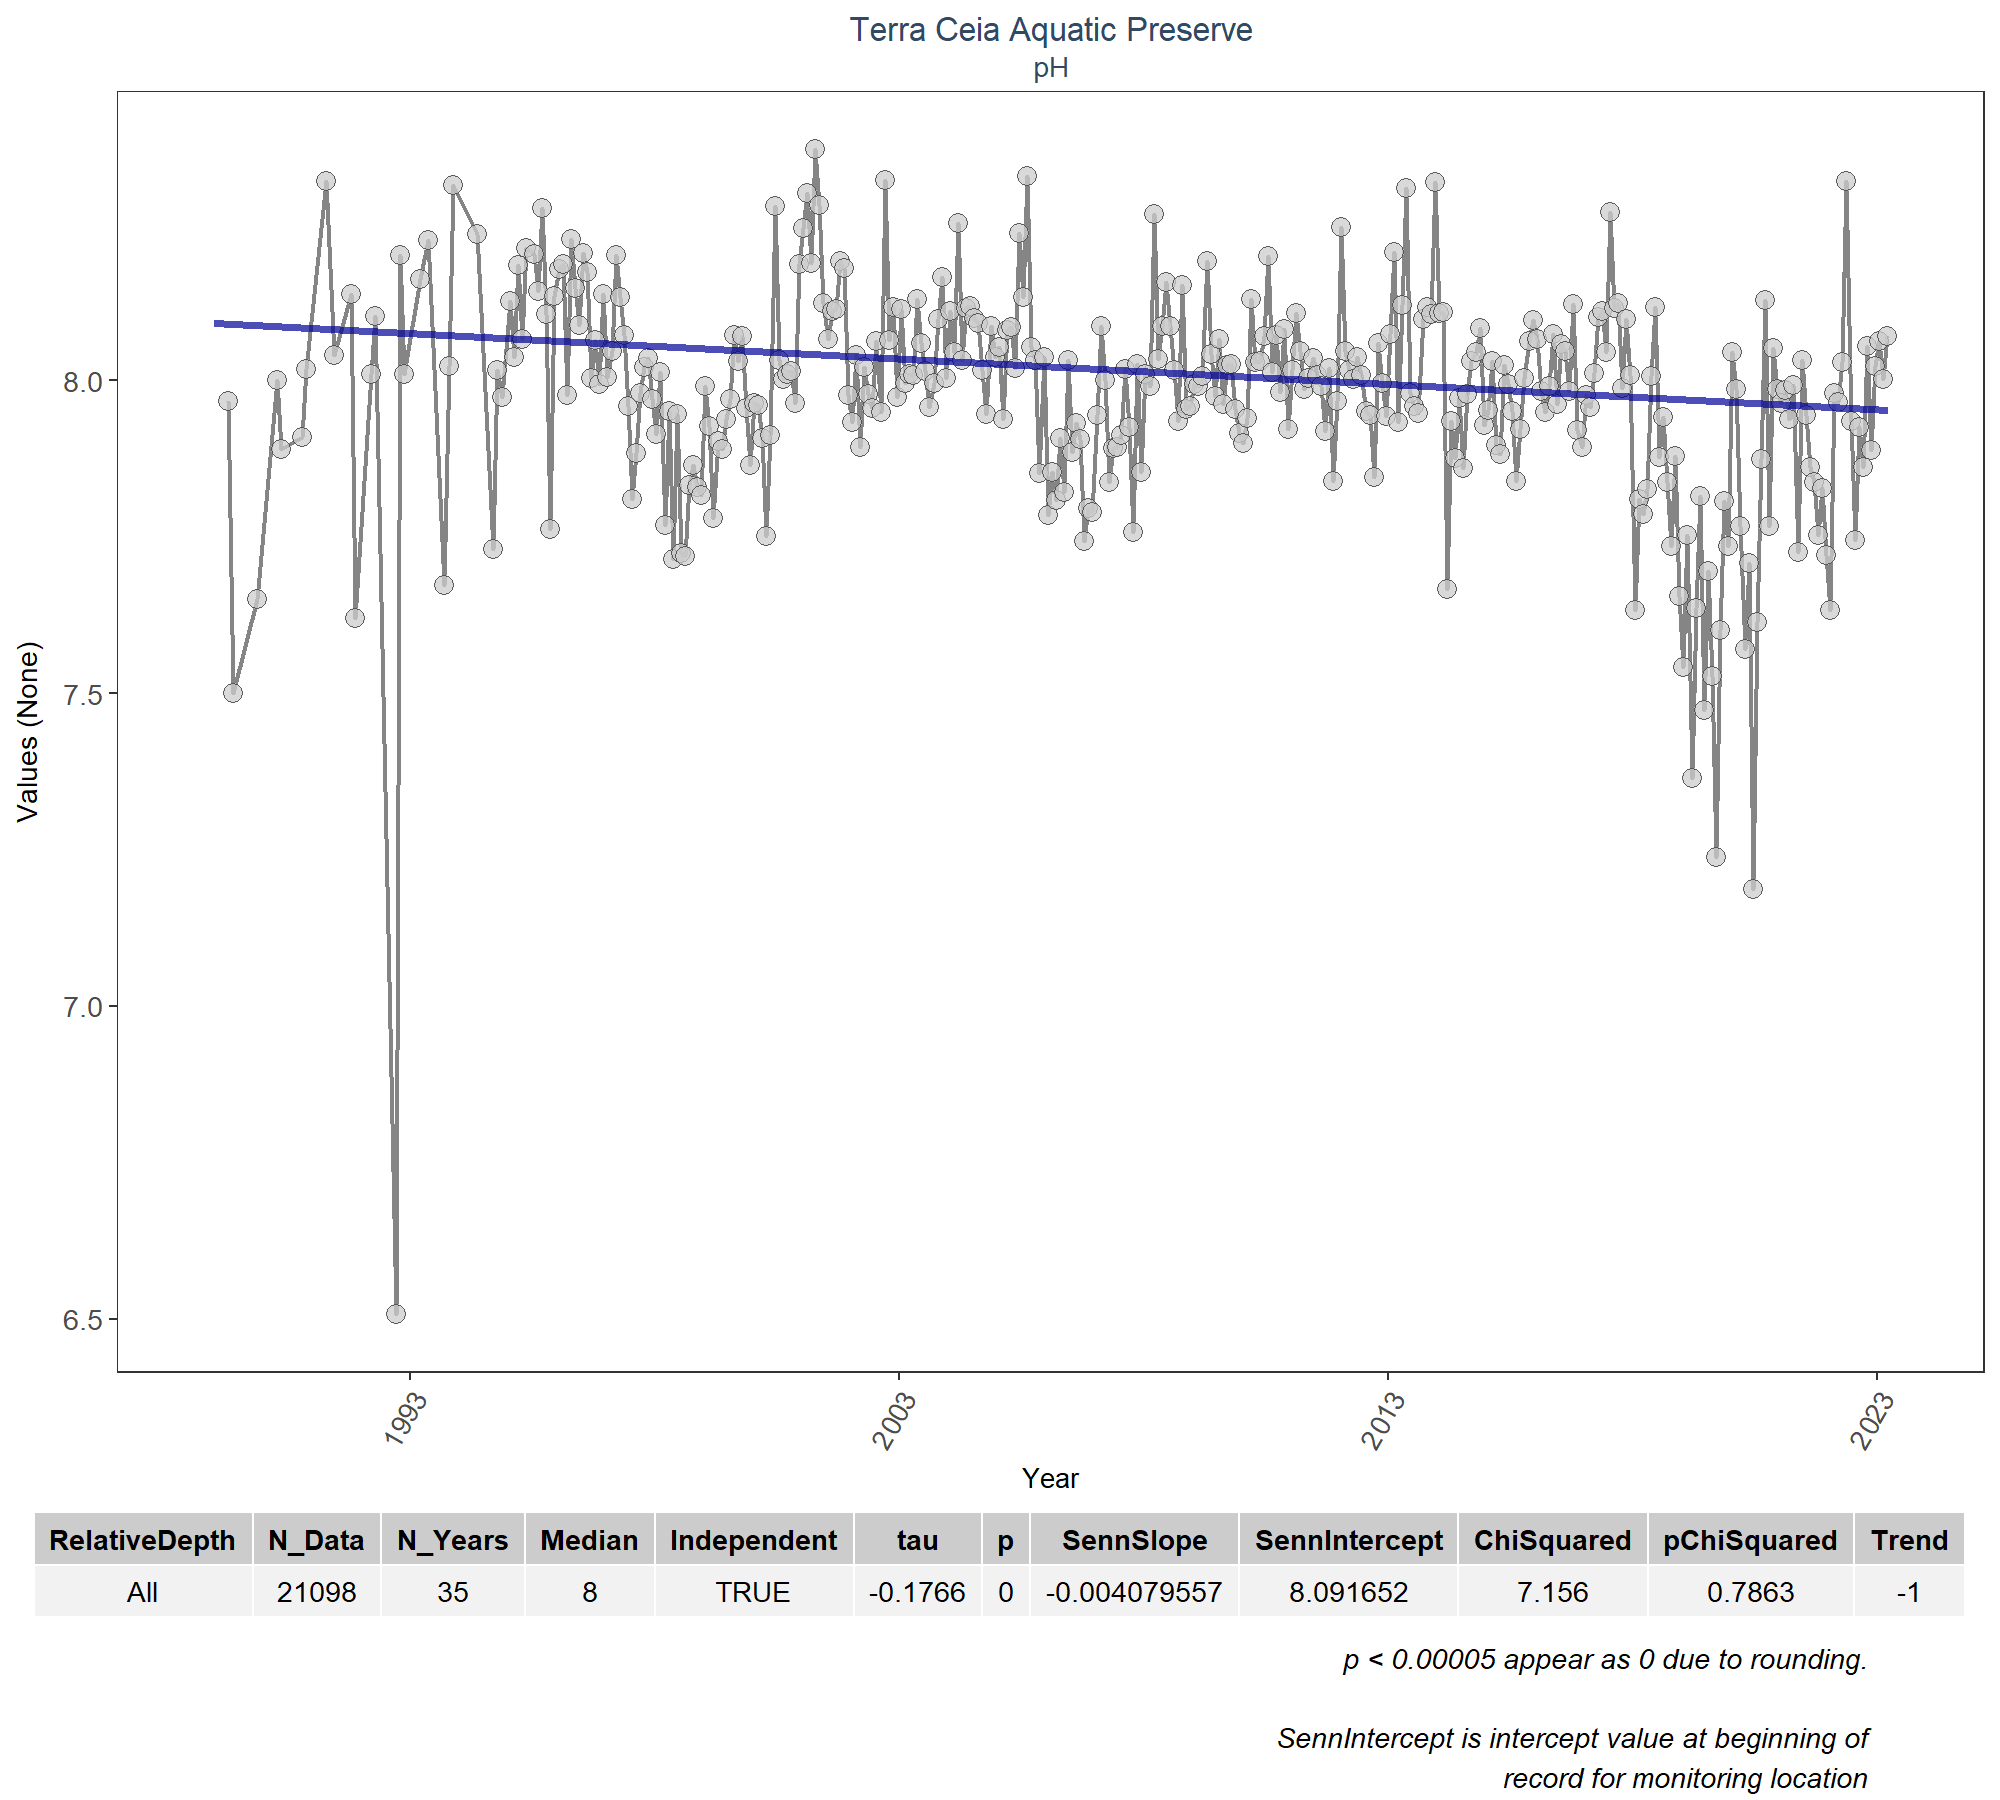 Terra Ceia Aquatic Preserve
pH
Values (None)
8.0
7.5
7.0
6.5
1993
2003
2013
2023
Year
RelativeDepth N_Data N_Years Median Independent tau p SennSlope SennIntercept ChiSquared pChiSquared Trend
All 21098 35 8 TRUE -0.1766 0 -0.004079557 8.091652 7.156 0.7863 -1
p < 0.00005 appear as 0 due to rounding.
SennIntercept is intercept value at beginning of
record for monitoring location